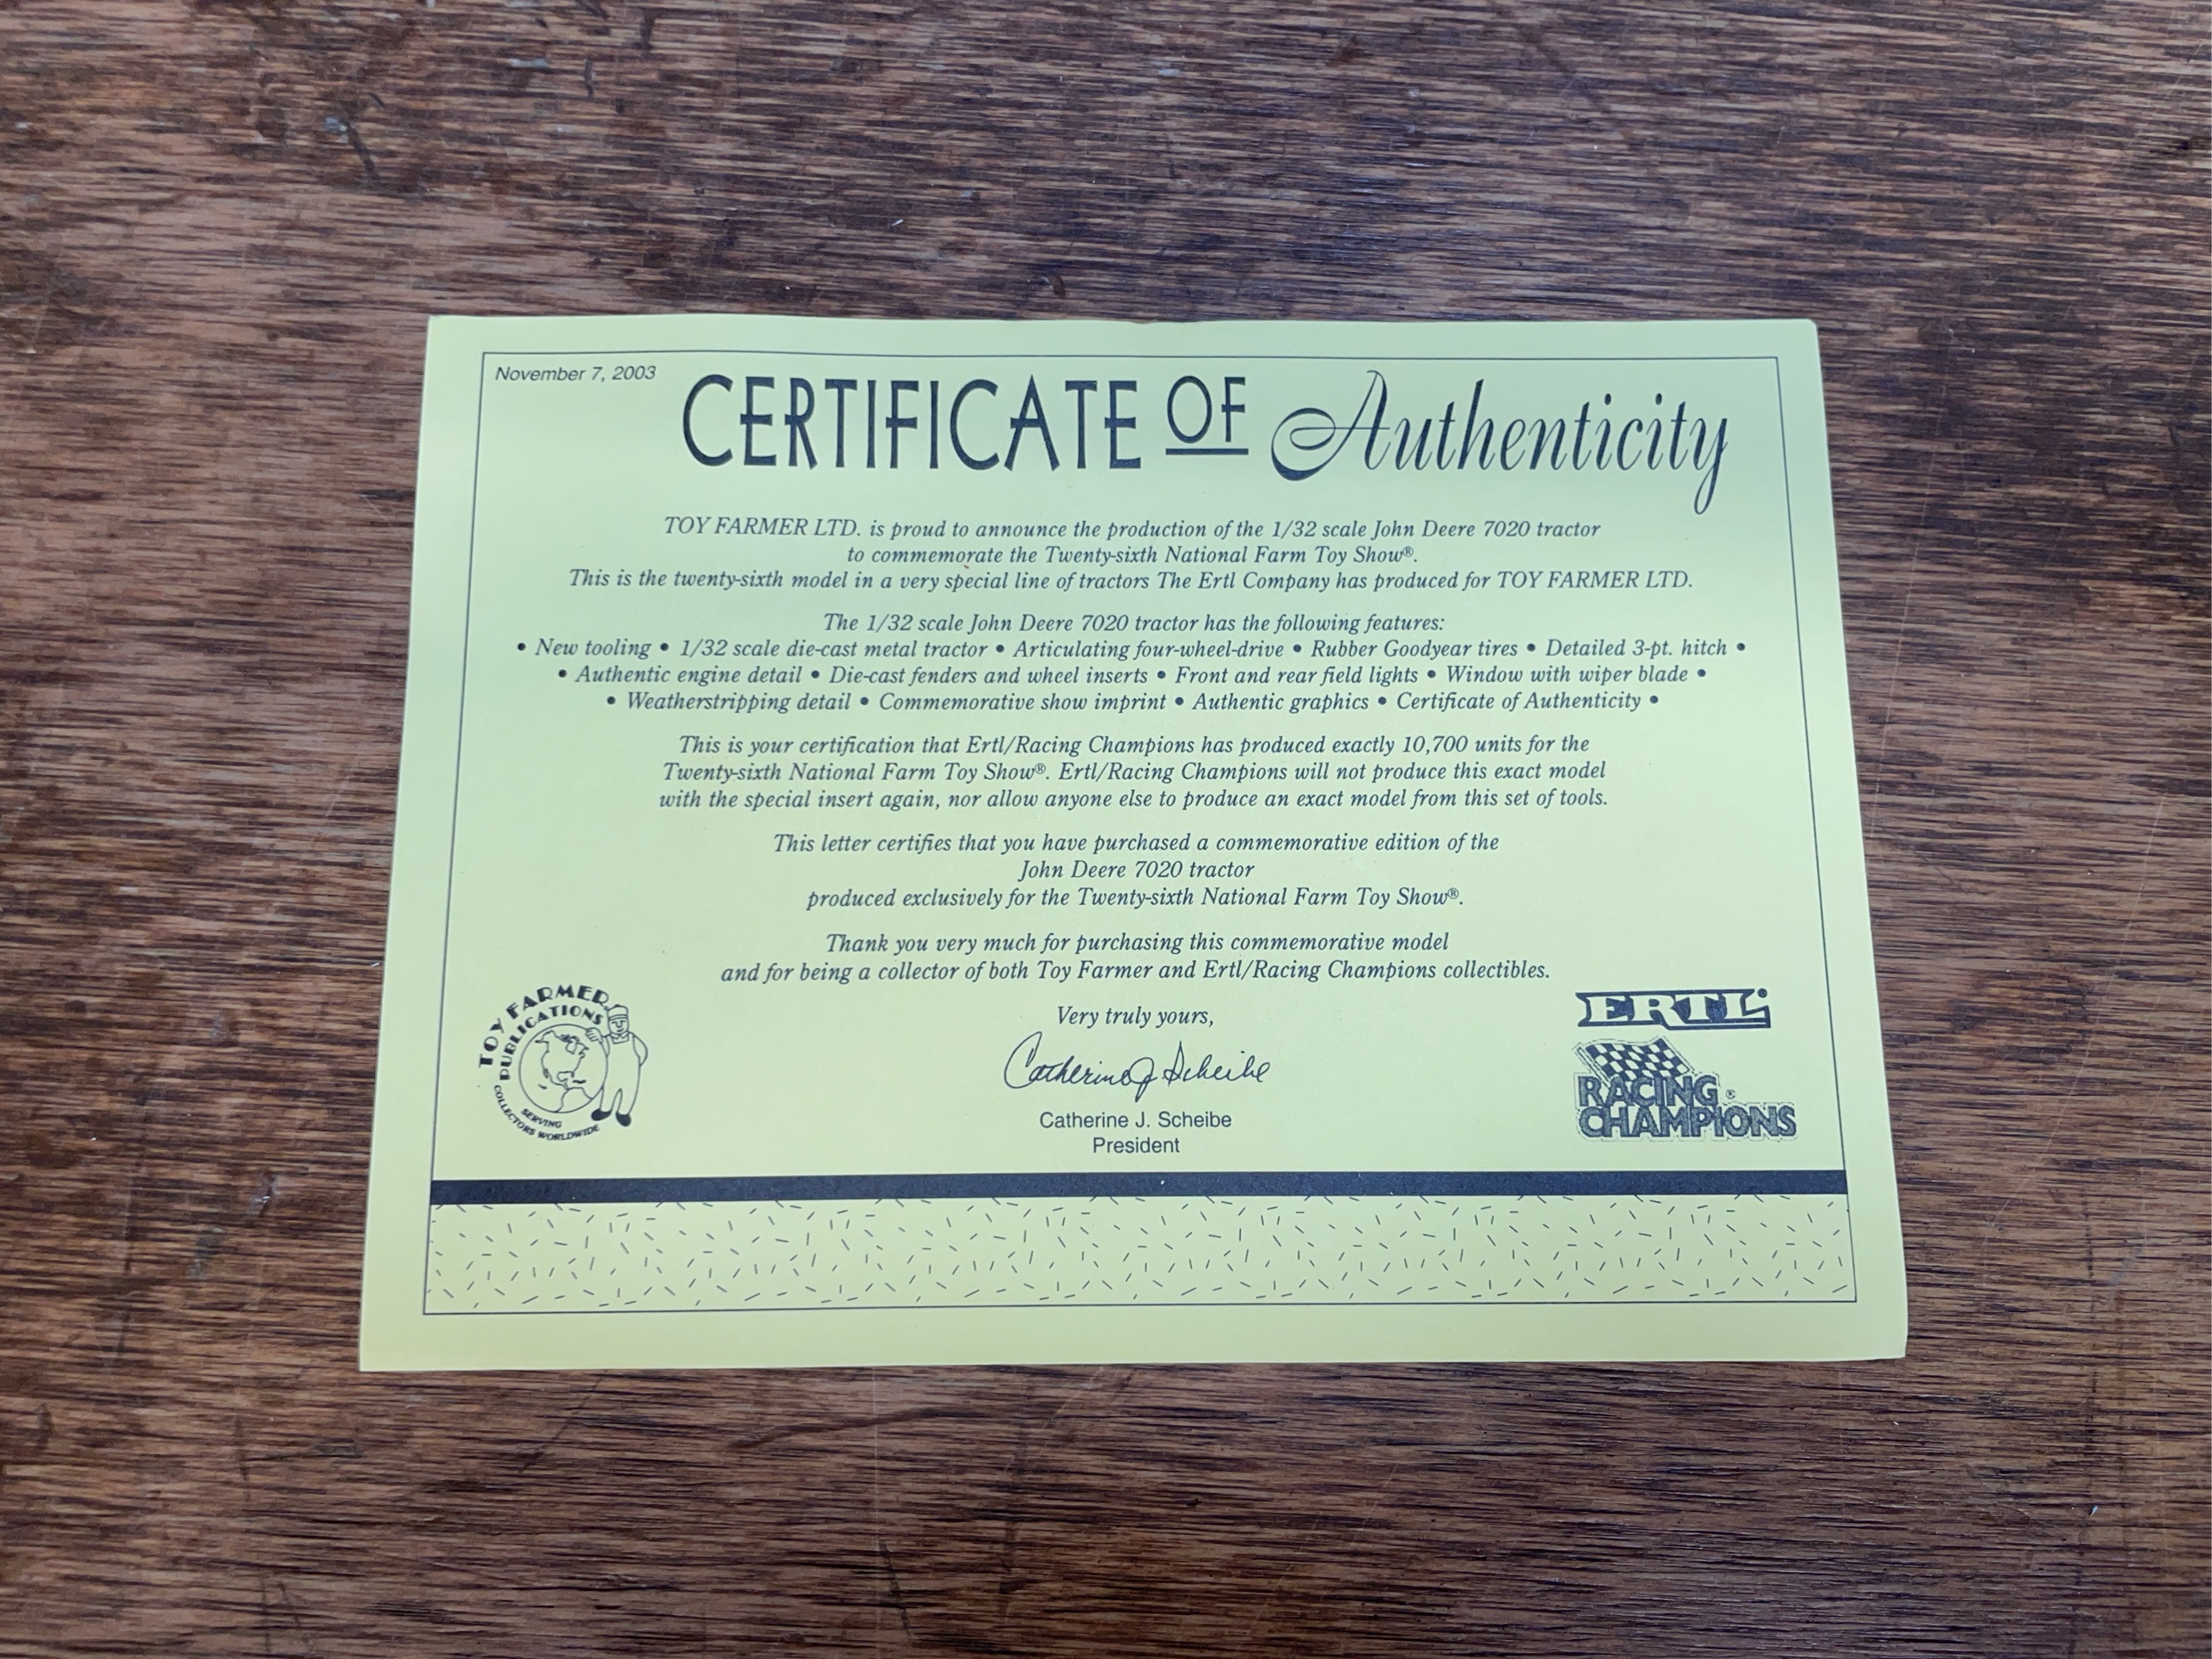 November 7, 2003
CERTIFICATE OF Authenticity
TOY FARMER LTD. is proud to announce the production of the 1/32 scale John Deere 7020 tractor
to commemorate the Twenty-sixth National Farm Toy Show®.
This is the twenty-sixth model in a very special line of tractors The Ertl Company has produced for TOY FARMER LTD.
The 1/32 scale John Deere 7020 tractor has the following features:
• New tooling • 1/32 scale die-cast metal tractor • Articulating four-wheel-drive • Rubber Goodyear tires • Detailed 3-pt. hitch •
• Authentic engine detail • Die-cast fenders and wheel inserts • Front and rear field lights • Window with wiper blade •
• Weatherstripping detail • Commemorative show imprint • Authentic graphics • Certificate of Authenticity •
This is your certification that Ertl/Racing Champions has produced exactly 10,700 units for the
Twenty-sixth National Farm Toy Show®. Ertl/Racing Champions will not produce this exact model
with the special insert again, nor allow anyone else to produce an exact model from this set of tools.
This letter certifies that you have purchased a commemorative edition of the
John Deere 7020 tractor
produced exclusively for the Twenty-sixth National Farm Toy Show®.
Thank you very much for purchasing this commemorative model
and for being a collector of both Toy Farmer and Ertl/Racing Champions collectibles.
Very truly yours,
Catherine J Scheibe
Catherine J. Scheibe
President
TOY FARMER
PUBLICATIONS
SERVING
COLLECTORS WORLDWIDE
ERTL
RACING
CHAMPIONS